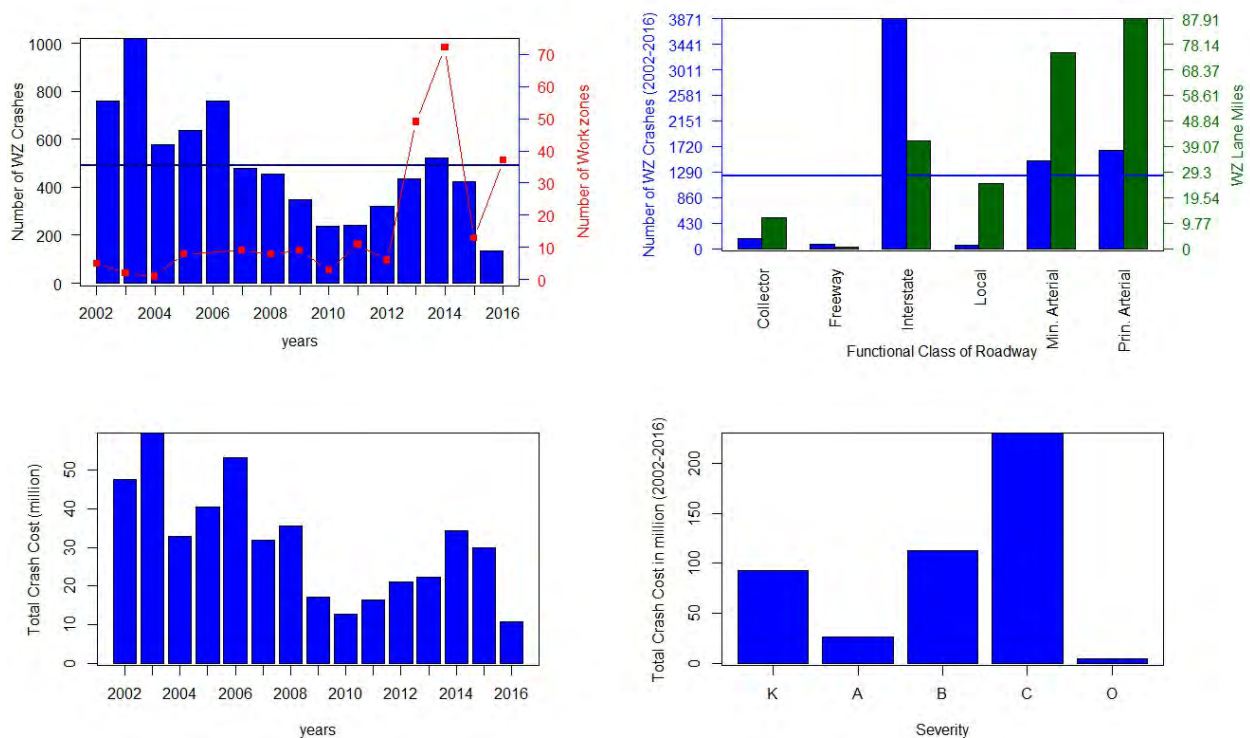 Number of WZ Crashes
1000
800
600
400
200
0
70
60
50
40
30
20
10
0
Number of Work zones
2002 2004 2006 2008 2010 2012 2014 2016
years
Number of WZ Crashes (2002-2016)
3871
3441
3011
2581
2151
1720
1290
860
430
0
87.91
78.14
68.37
58.61
48.84
39.07
29.3
19.54
9.77
0
WZ Lane Miles
Collector
Freeway
Interstate
Local
Min. Arterial
Prin. Arterial
Functional Class of Roadway
Total Crash Cost (million)
50
40
30
20
10
0
2002 2004 2006 2008 2010 2012 2014 2016
years
Total Crash Cost in million (2002-2016)
200
150
100
50
0
K A B C O
Severity